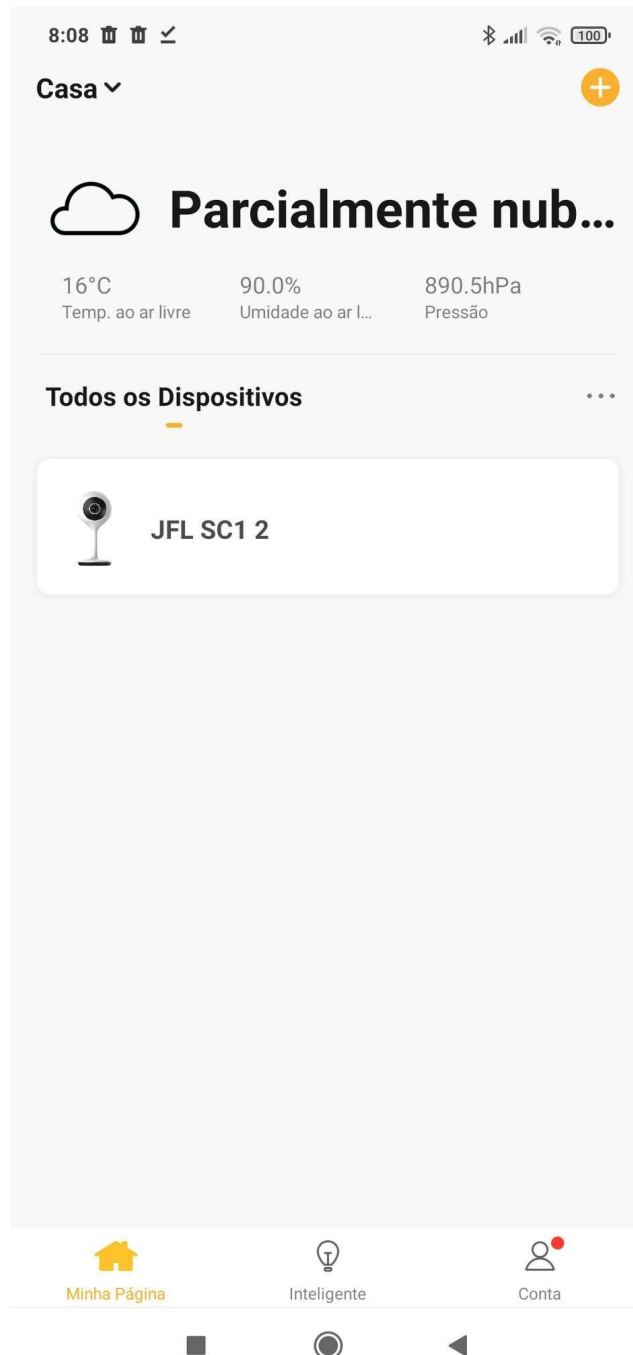 8:08
100
Casa
Parcialmente nub...
16°C 90.0% 890.5hPa
Temp. ao ar livre Umidade ao ar l... Pressão
Todos os Dispositivos
JFL SC1 2
Minha Página Inteligente Conta